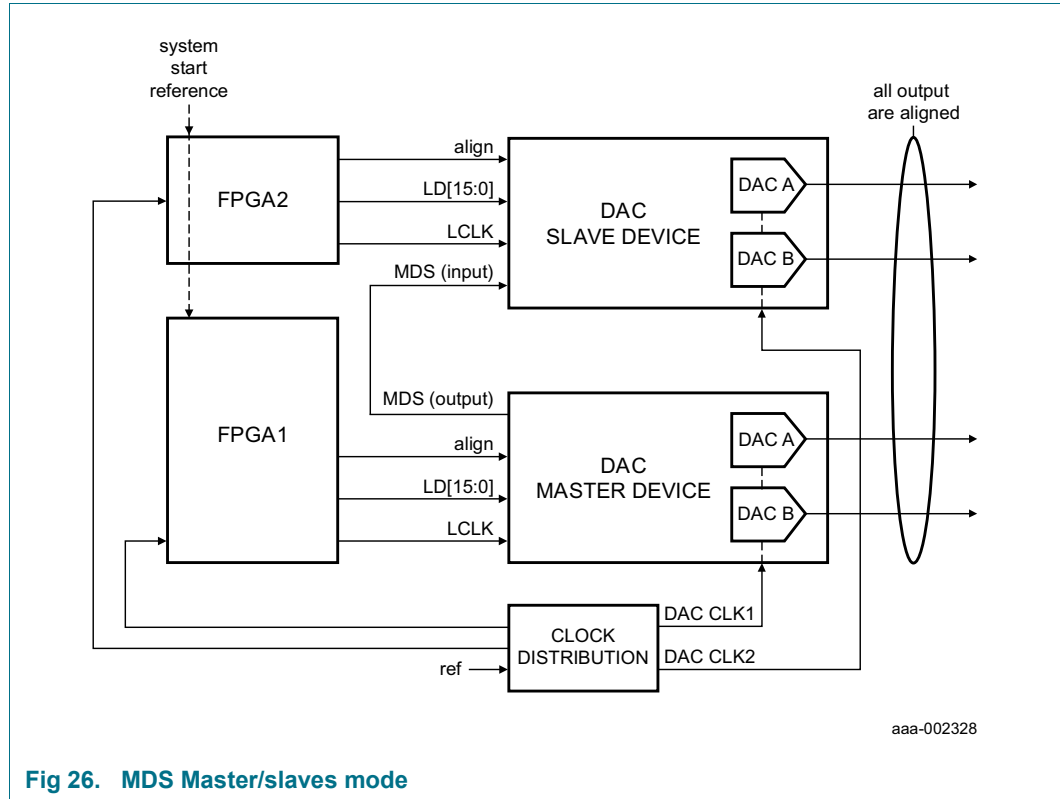 system
start
reference
all output
are aligned
FPGA2
align
LD[15:0]
LCLK
MDS (input)
DAC
SLAVE DEVICE
DAC A
DAC B
FPGA1
MDS (output)
align
LD[15:0]
LCLK
DAC
MASTER DEVICE
DAC A
DAC B
CLOCK
DISTRIBUTION
DAC CLK1
DAC CLK2
ref
aaa-002328
Fig 26. MDS Master/slaves mode